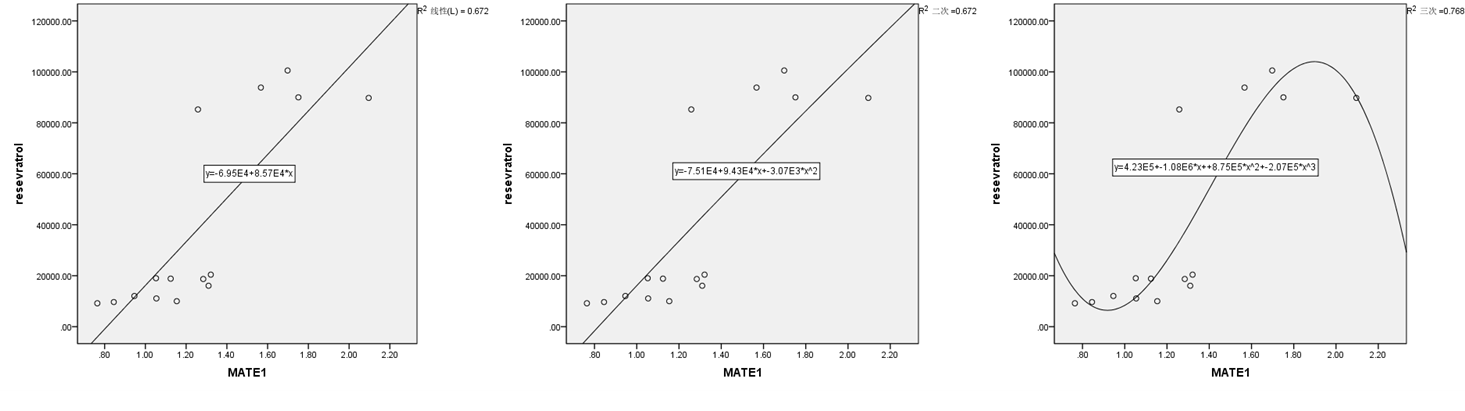 R² 线性(L) = 0.672
120000.00
100000.00
80000.00
60000.00
40000.00
20000.00
.00
resevratrol
y=-6.95E4+8.57E4*x
.80 1.00 1.20 1.40 1.60 1.80 2.00 2.20
MATE1
R² 二次 =0.672
120000.00
100000.00
80000.00
60000.00
40000.00
20000.00
.00
resevratrol
y=-7.51E4+9.43E4*x+-3.07E3*x^2
.80 1.00 1.20 1.40 1.60 1.80 2.00 2.20
MATE1
R² 三次 =0.768
120000.00
100000.00
80000.00
60000.00
40000.00
20000.00
.00
resevratrol
y=4.23E5+-1.08E6*x++8.75E5*x^2+-2.07E5*x^3
.80 1.00 1.20 1.40 1.60 1.80 2.00 2.20
MATE1